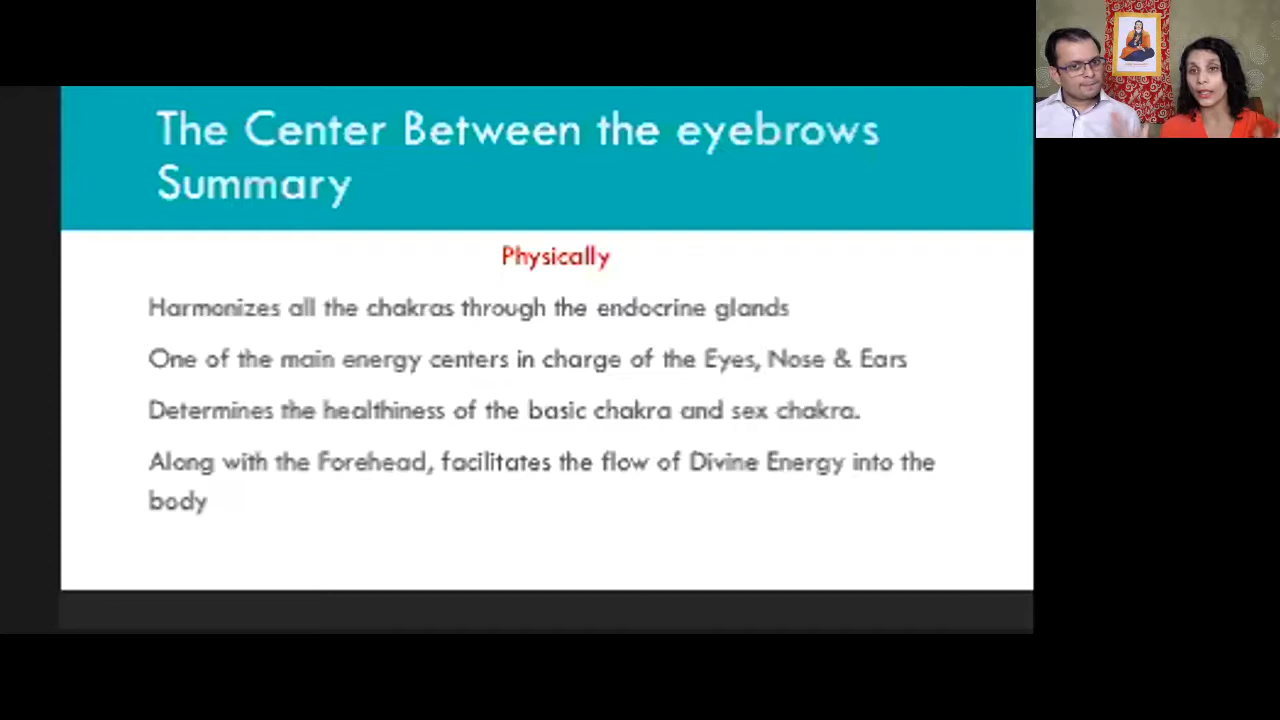 The Center Between the eyebrows
Summary
Physically
Harmonizes all the chakras through the endocrine glands
One of the main energy centers in charge of the Eyes, Nose & Ears
Determines the healthiness of the basic chakra and sex chakra.
Along with the Forehead, facilitates the flow of Divine Energy into the
body